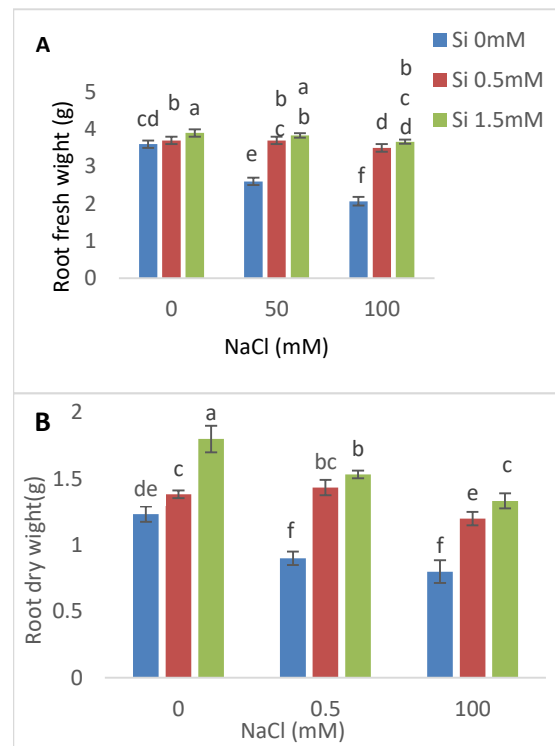 A
Si 0mM
Si 0.5mM
Si 1.5mM
Root fresh wight (g)
5
4
3
2
1
0
cd
b
a
e
b
c
a
b
f
d
b
c
d
0
50
100
NaCl (mM)
B
Root dry wight(g)
2
1.5
1
0.5
0
de
c
a
f
bc
b
f
e
c
0
0.5
100
NaCl (mM)